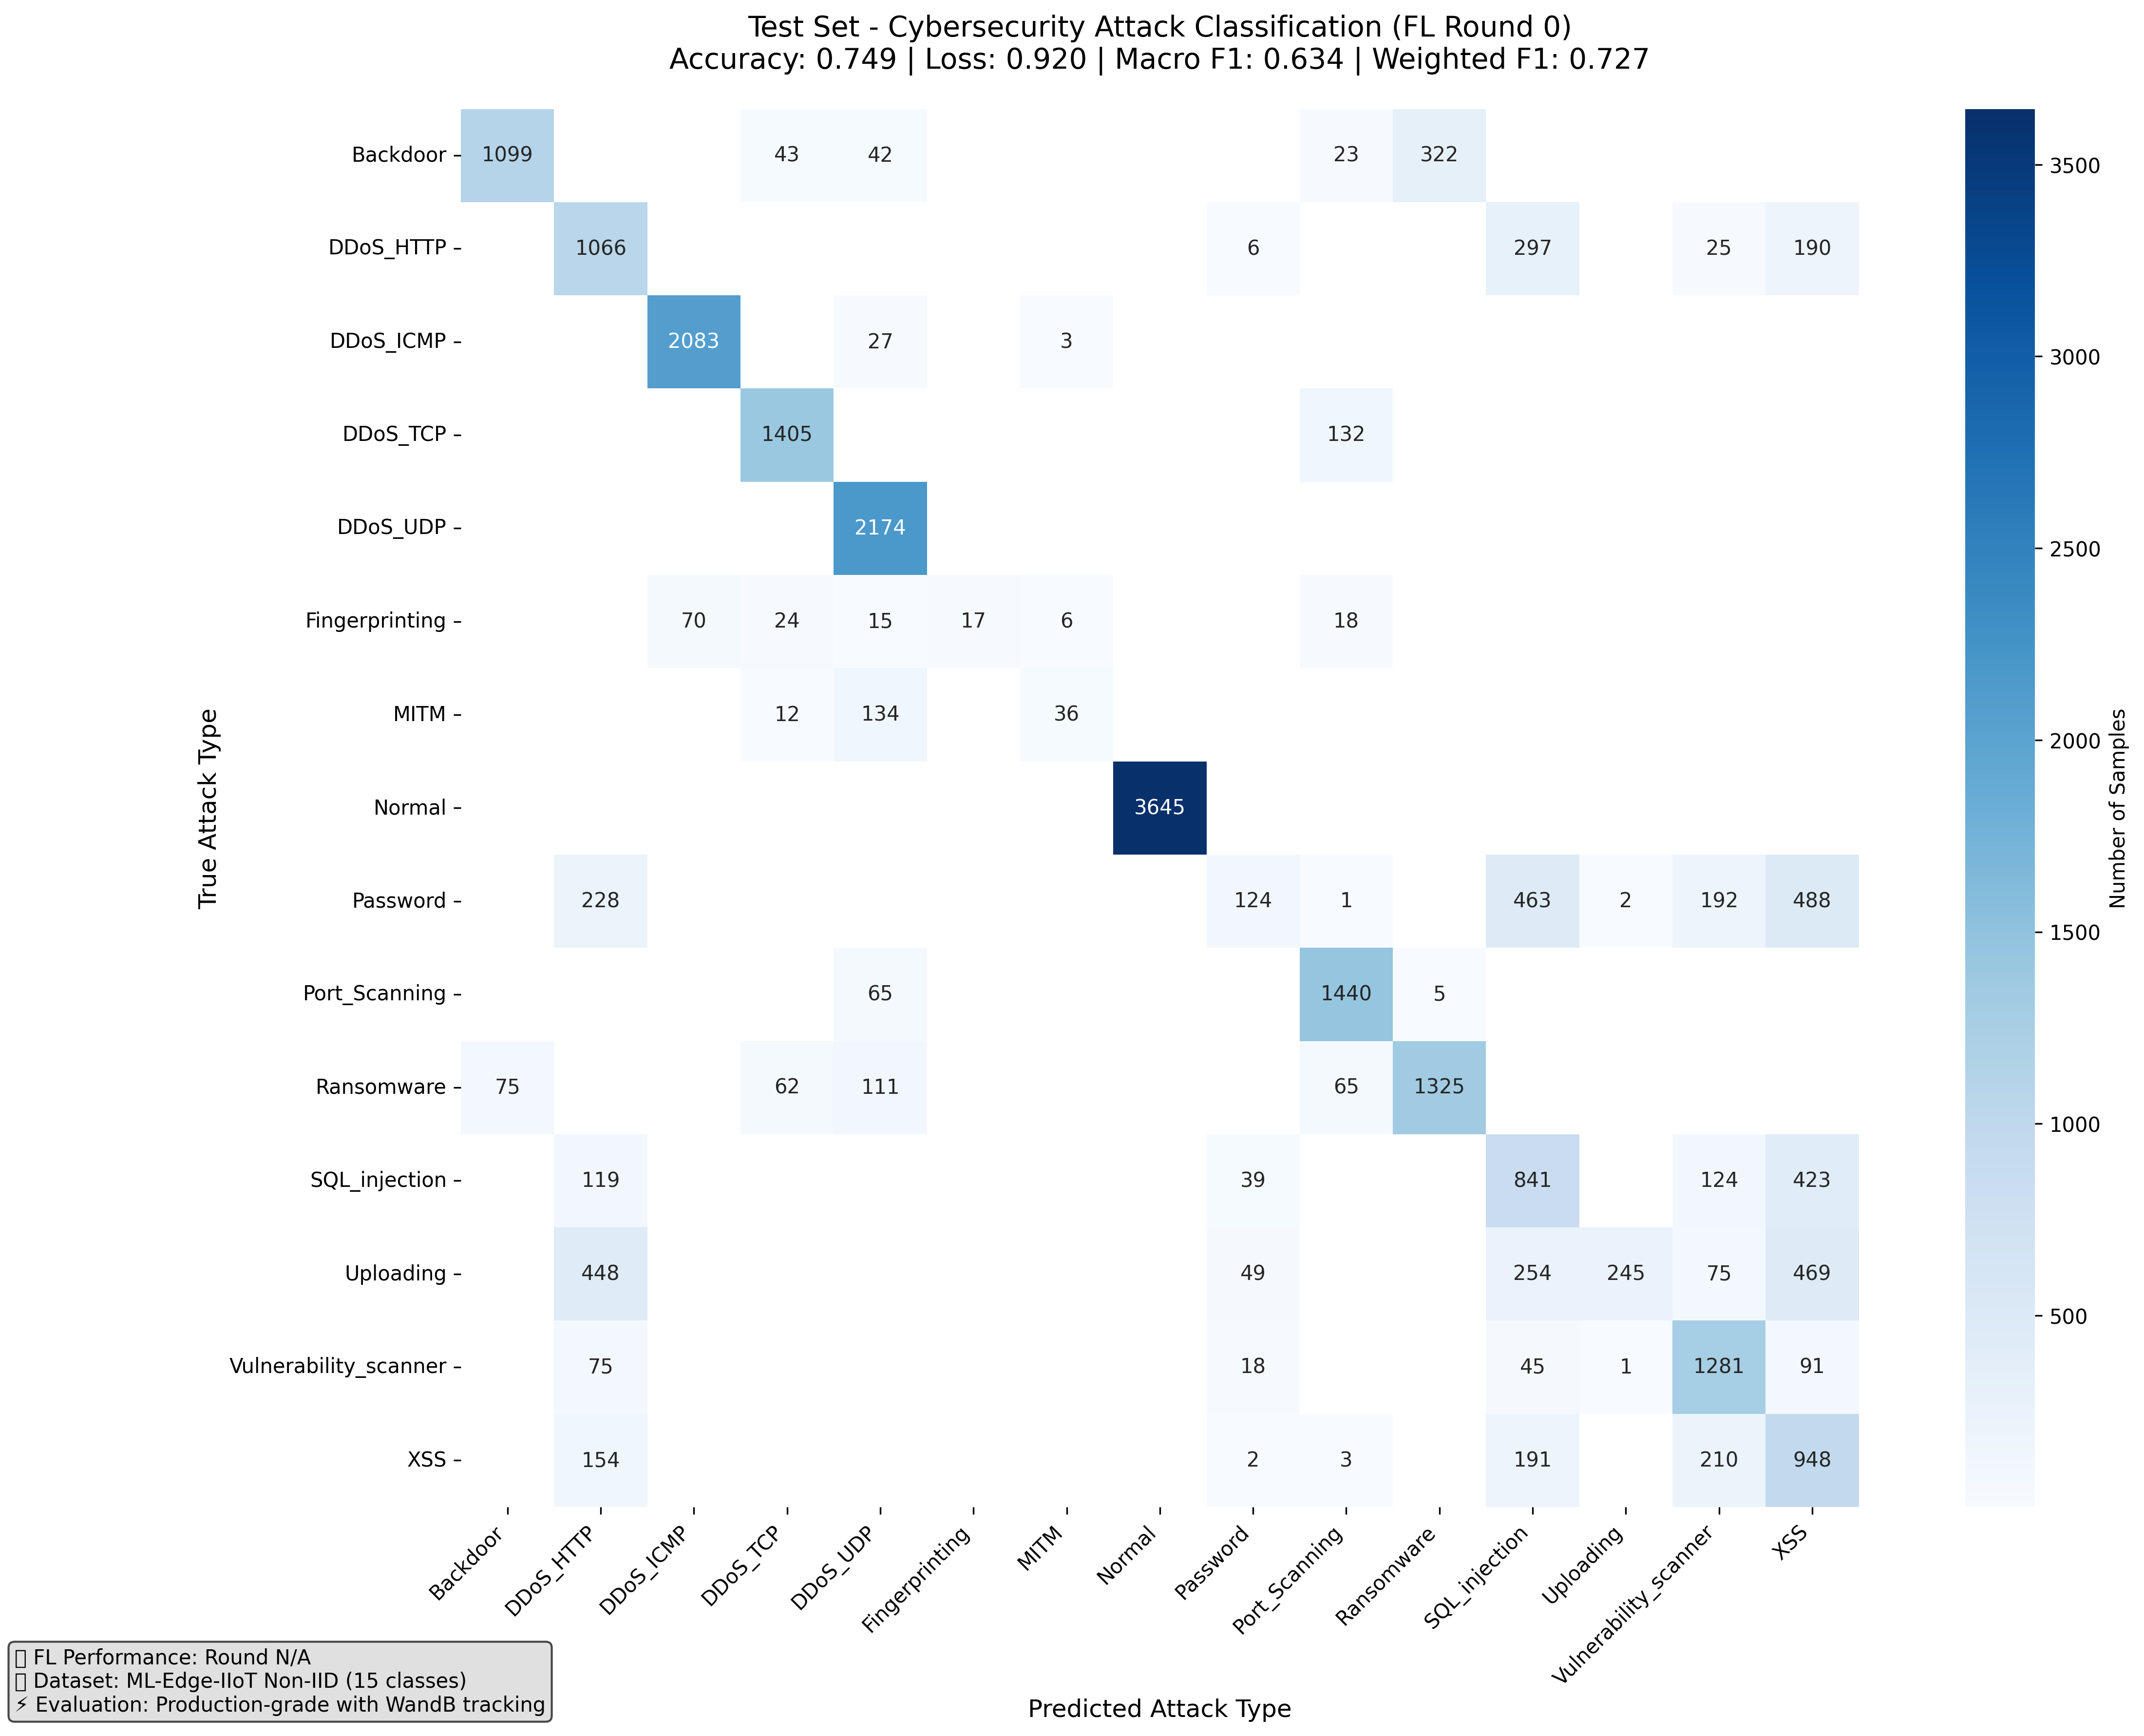 Test Set - Cybersecurity Attack Classification (FL Round 0)
Accuracy: 0.749 | Loss: 0.920 | Macro F1: 0.634 | Weighted F1: 0.727
Backdoor 1099 43 42 23 322
DDoS_HTTP 1066 6 297 25 190
DDoS_ICMP 2083 27 3
DDoS_TCP 1405 132
DDoS_UDP 2174
Fingerprinting 70 24 15 17 6 18
MITM 12 134 36
Normal 3645
Password 228 124 1 463 2 192 488
Port_Scanning 65 1440 5
Ransomware 75 62 111 65 1325
SQL_injection 119 39 841 124 423
Uploading 448 49 254 245 75 469
Vulnerability_scanner 75 18 45 1 1281 91
XSS 154 2 3 191 210 948
True Attack Type
Backdoor
DDoS_HTTP
DDoS_ICMP
DDoS_TCP
DDoS_UDP
Fingerprinting
MITM
Normal
Password
Port_Scanning
Ransomware
SQL_injection
Uploading
Vulnerability_scanner
XSS
Predicted Attack Type
3500
3000
2500
2000
1500
1000
500
Number of Samples
FL Performance: Round N/A
Dataset: ML-Edge-IIoT Non-IID (15 classes)
⚡ Evaluation: Production-grade with WandB tracking